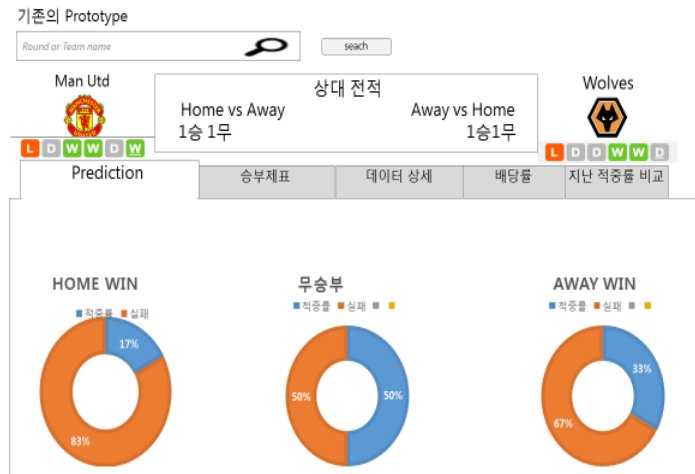 기존의 Prototype
Round or Team name
seach
Man Utd
상대 전적
Wolves
Home vs Away
Away vs Home
1승 1무
1승1무
L D W W D W
L D D W W D
Prediction
승부제표
데이터 상세
배당률
지난 적중률 비교
HOME WIN
무승부
AWAY WIN
적중률 실패
적중률 실패
적중률 실패
17%
83%
50%
50%
33%
67%